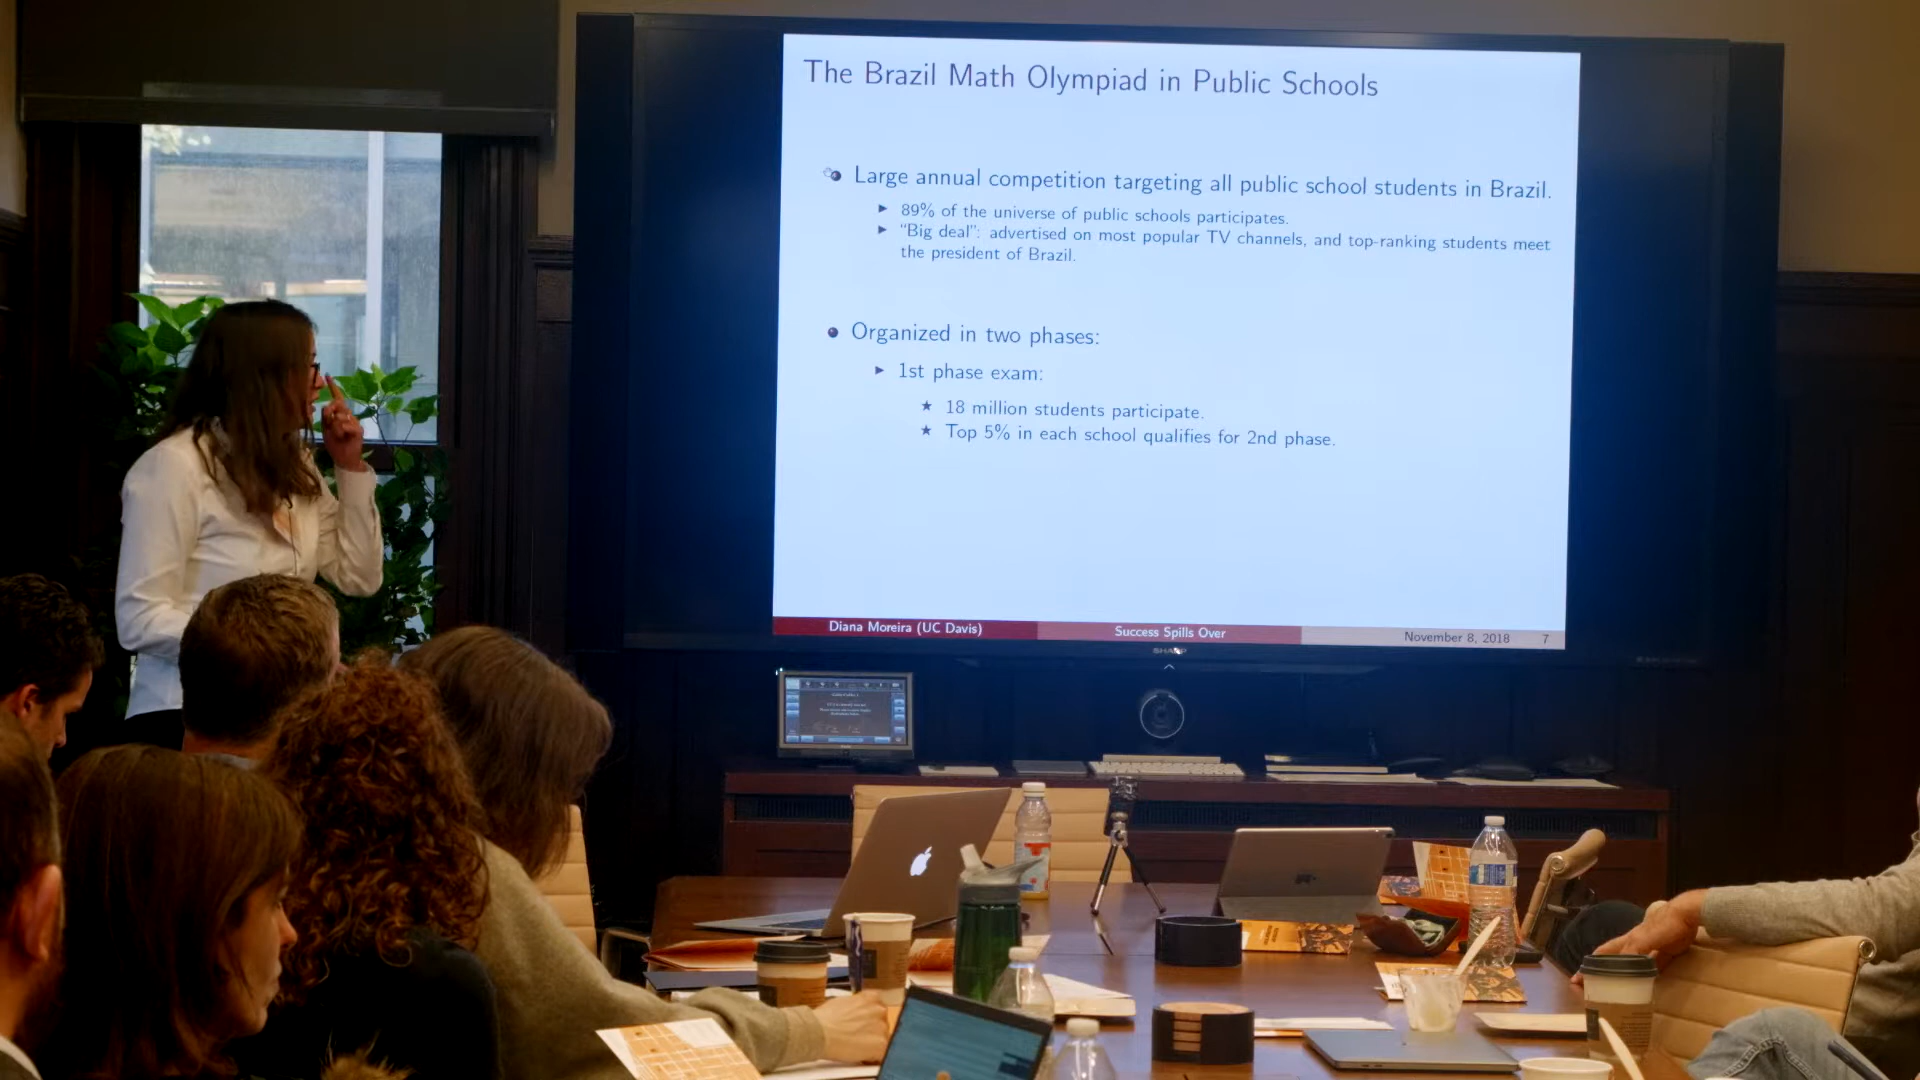 The Brazil Math Olympiad in Public Schools
Large annual competition targeting all public school students in Brazil.
89% of the universe of public schools participates.
“Big deal”: advertised on most popular TV channels, and top-ranking students meet
the president of Brazil.
Organized in two phases:
1st phase exam:
18 million students participate.
Top 5% in each school qualifies for 2nd phase.
Diana Moreira (UC Davis)
Success Spills Over
November 8, 2018
7
SHARP